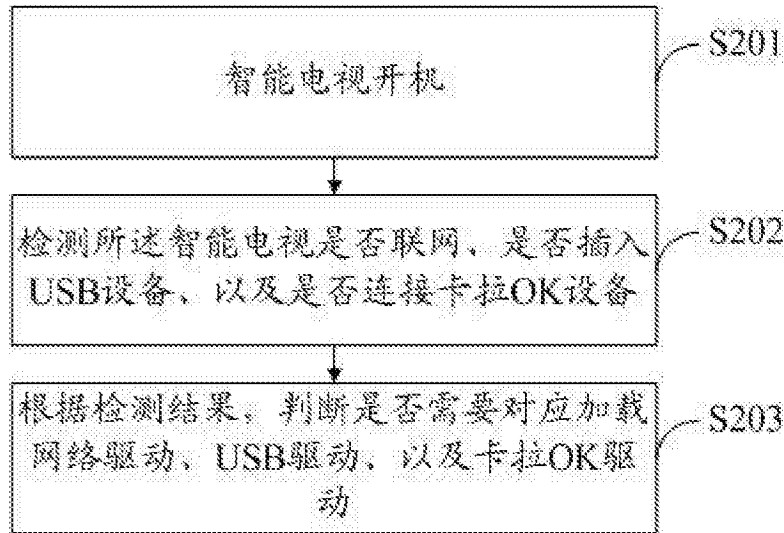 智能电视开机
S201
检测所述智能电视是否联网、是否插入
USB设备、以及是否连接卡拉OK设备
S202
根据检测结果，判断是否需要对应加载
网络驱动、USB驱动、以及卡拉OK驱
动
S203